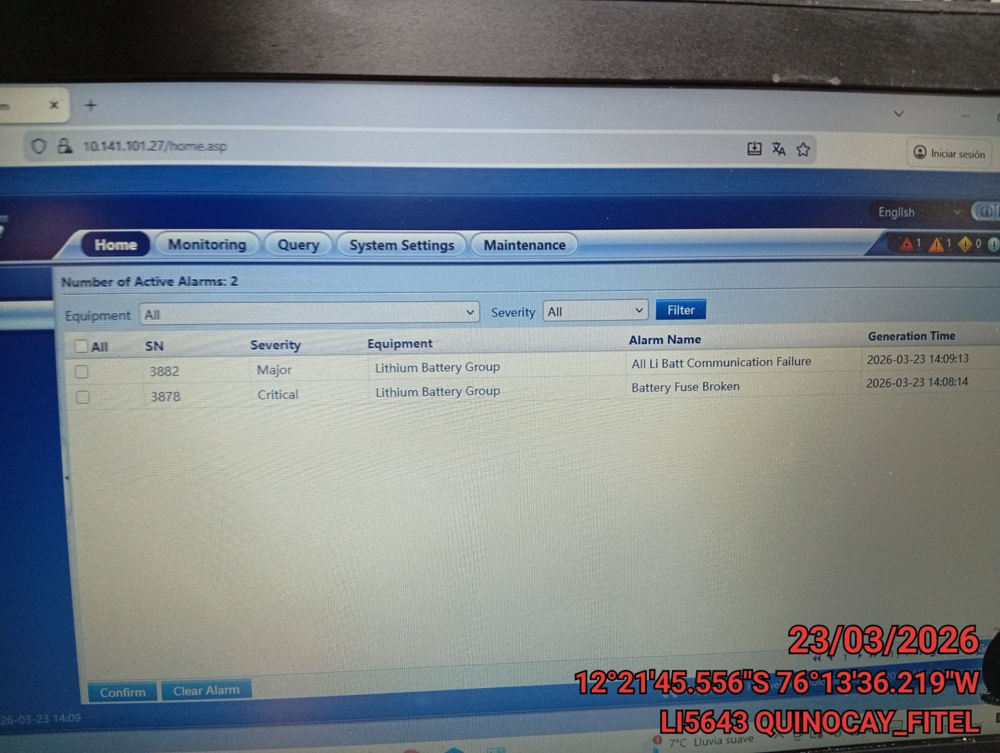 10.141.101.27/home.asp
Iniciar sesión
English
Home Monitoring Query System Settings Maintenance
1 1 0
Number of Active Alarms: 2
Equipment All Severity All Filter
All SN Severity Equipment Alarm Name Generation Time
3882 Major Lithium Battery Group All Li Batt Communication Failure 2026-03-23 14:09:13
3878 Critical Lithium Battery Group Battery Fuse Broken 2026-03-23 14:08:14
23/03/2026
12°21'45.556"S 76°13'36.219"W
Confirm Clear Alarm
26-03-23 14:09
LI5643 QUINOCAY_FITEL
7°C Lluvia suave